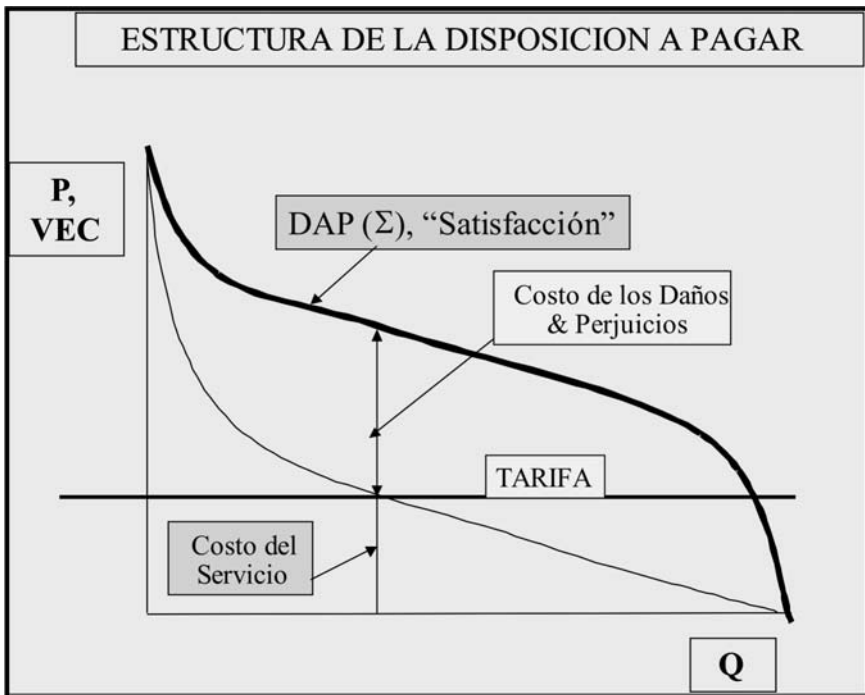 ESTRUCTURA DE LA DISPOSICION A PAGAR
P,
VEC
DAP (Σ), “Satisfacción”
Costo de los Daños
& Perjuicios
TARIFA
Costo del
Servicio
Q